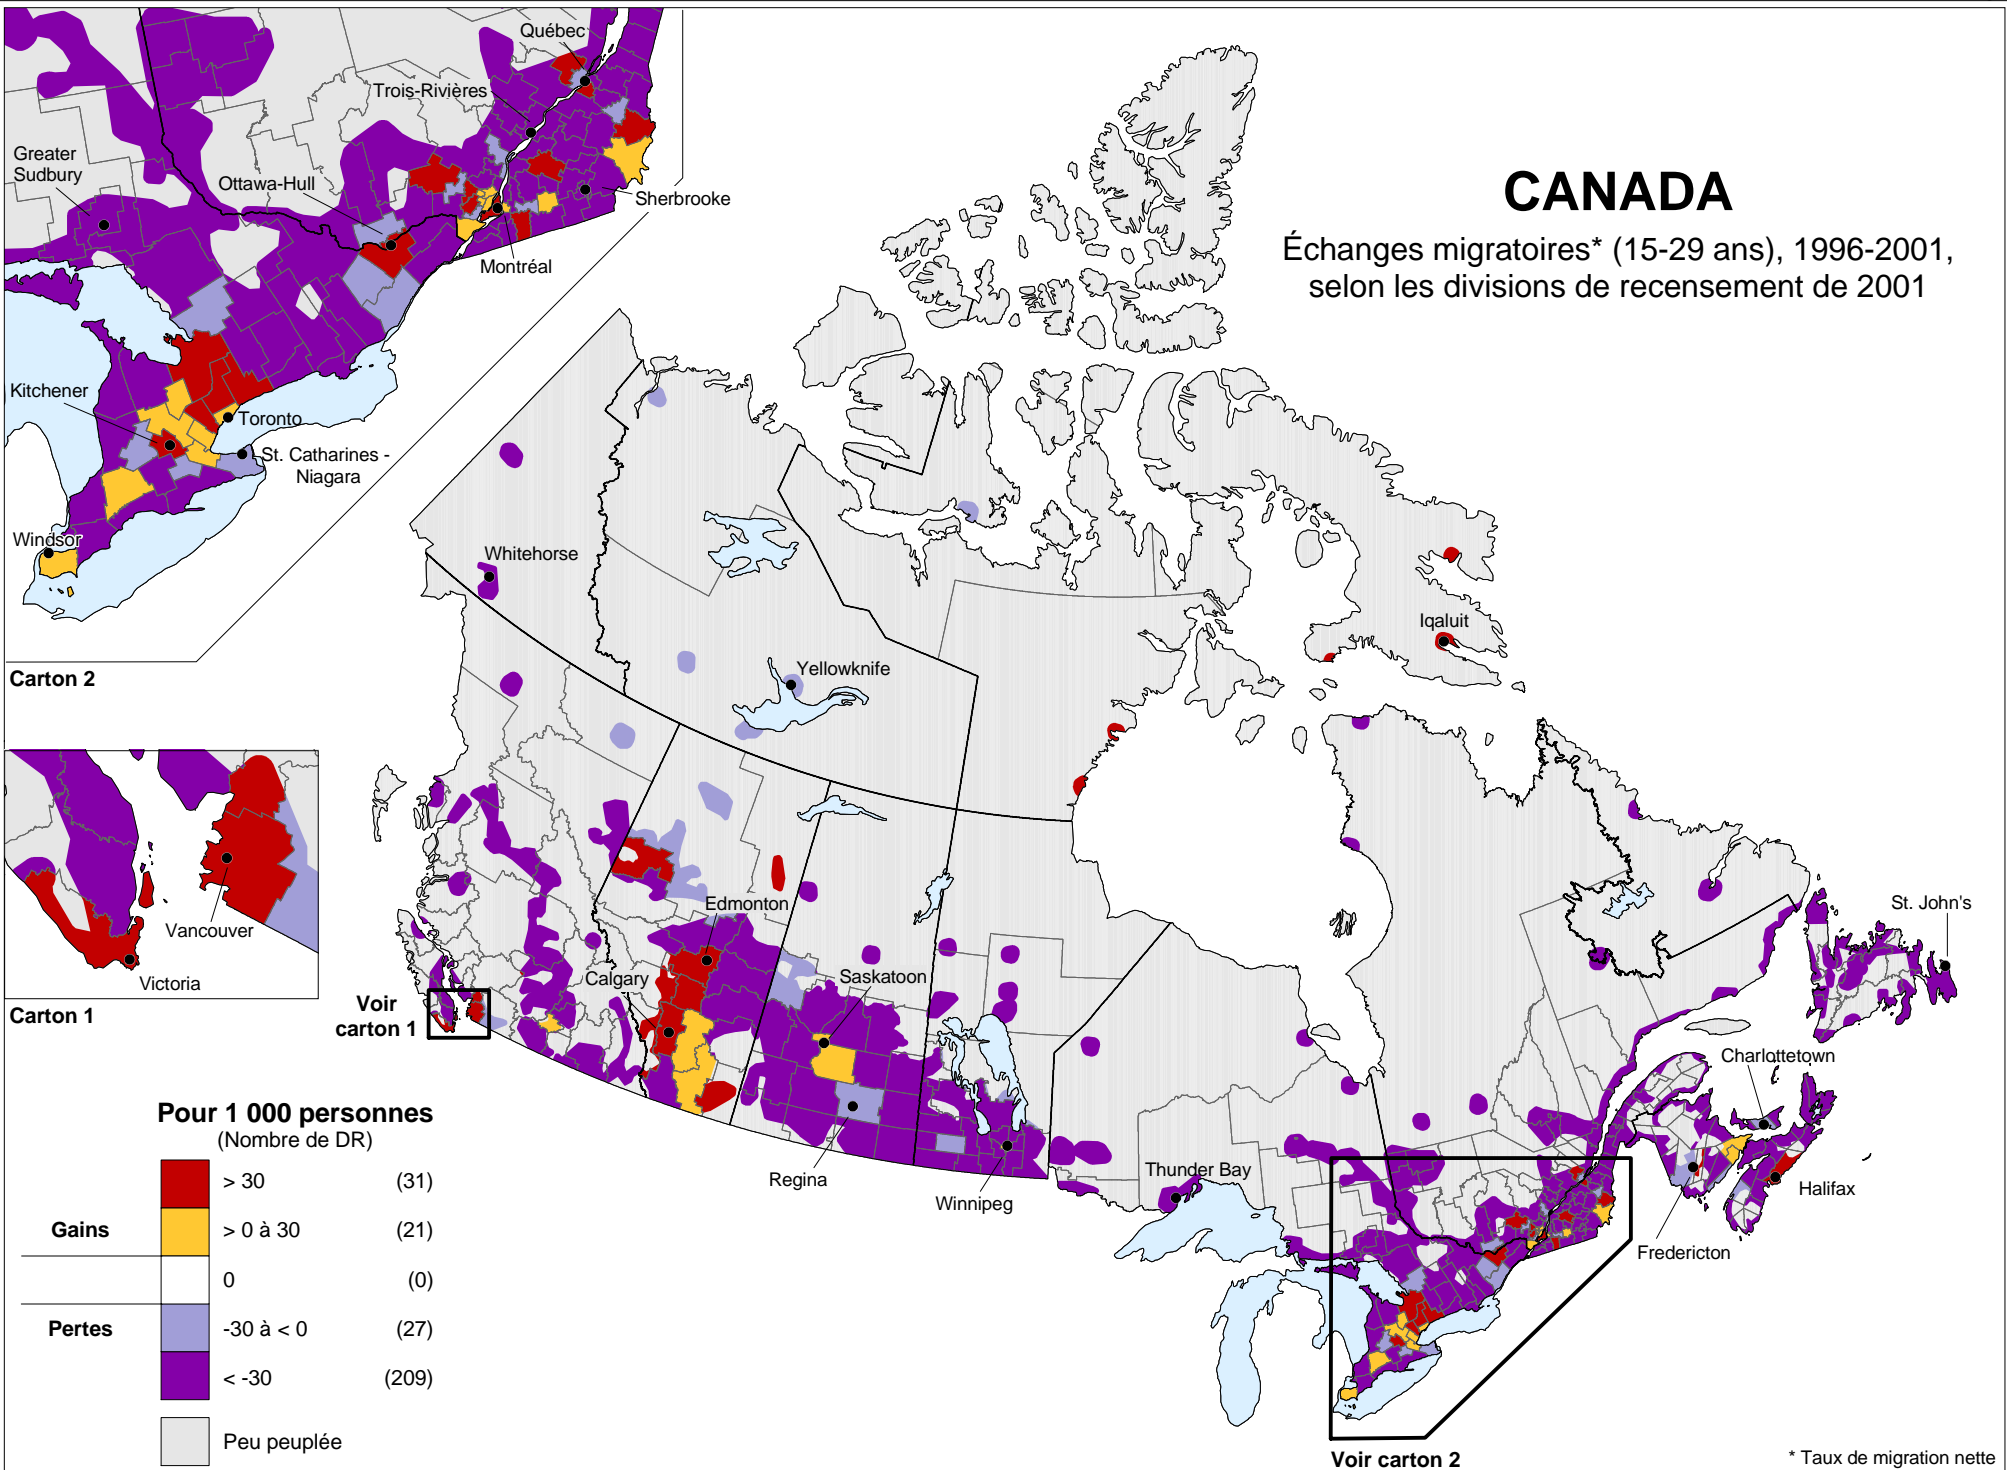 CANADA
Échanges migratoires* (15-29 ans), 1996-2001,
selon les divisions de recensement de 2001
Québec
Trois-Rivières
Greater
Sudbury
Ottawa-Hull
Sherbrooke
Montréal
Kitchener
Toronto
St. Catharines -
Niagara
Windsor
Carton 2
Vancouver
Victoria
Carton 1
Whitehorse
Yellowknife
Iqaluit
Edmonton
Calgary
Saskatoon
Voir
carton 1
Regina
Winnipeg
Thunder Bay
St. John's
Charlottetown
Halifax
Fredericton
Voir carton 2
Pour 1 000 personnes
(Nombre de DR)
> 30 (31)
Gains > 0 à 30 (21)
0 (0)
Pertes -30 à < 0 (27)
< -30 (209)
Peu peuplée
* Taux de migration nette